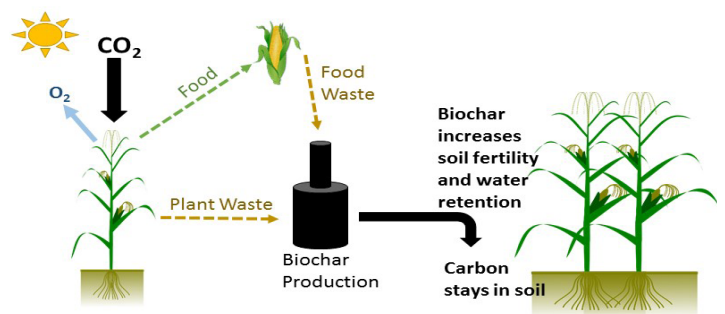 CO₂
O₂
Food
Food
Waste
Plant Waste
Biochar
Production
Biochar
increases
soil fertility
and water
retention
Carbon
stays in soil